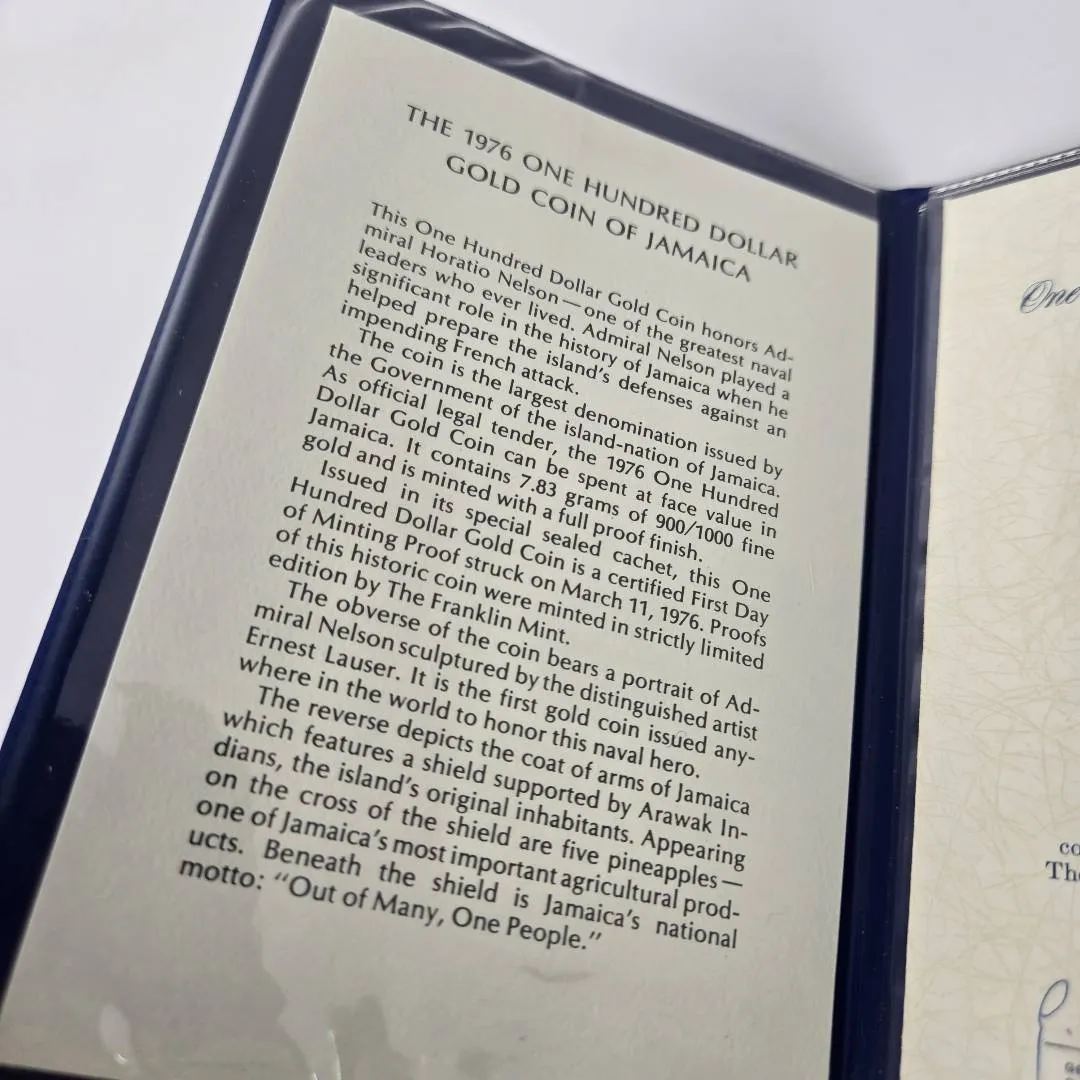 THE 1976 ONE HUNDRED DOLLAR
GOLD COIN OF JAMAICA
This One Hundred Dollar Gold Coin honors Ad-
miral Horatio Nelson — one of the greatest naval
leaders who ever lived. Admiral Nelson played a
significant role in the history of Jamaica when he
helped prepare the island's defenses against an
impending French attack.
The coin is the largest denomination issued by
the Government of the island-nation of Jamaica.
As official legal tender, the 1976 One Hundred
Dollar Gold Coin can be spent at face value in
Jamaica. It contains 7.83 grams of 900/1000 fine
gold and is minted with a full proof finish.
Issued in its special sealed cachet, this One
Hundred Dollar Gold Coin is a certified First Day
of Minting Proof struck on March 11, 1976. Proofs
of this historic coin were minted in strictly limited
edition by The Franklin Mint.
The obverse of the coin bears a portrait of Ad-
miral Nelson sculptured by the distinguished artist
Ernest Lauser. It is the first gold coin issued any-
where in the world to honor this naval hero.
The reverse depicts the coat of arms of Jamaica
which features a shield supported by Arawak In-
dians, the island's original inhabitants. Appearing
on the cross of the shield are five pineapples —
one of Jamaica's most important agricultural prod-
ucts. Beneath the shield is Jamaica's national
motto: "Out of Many, One People."
One
co
The